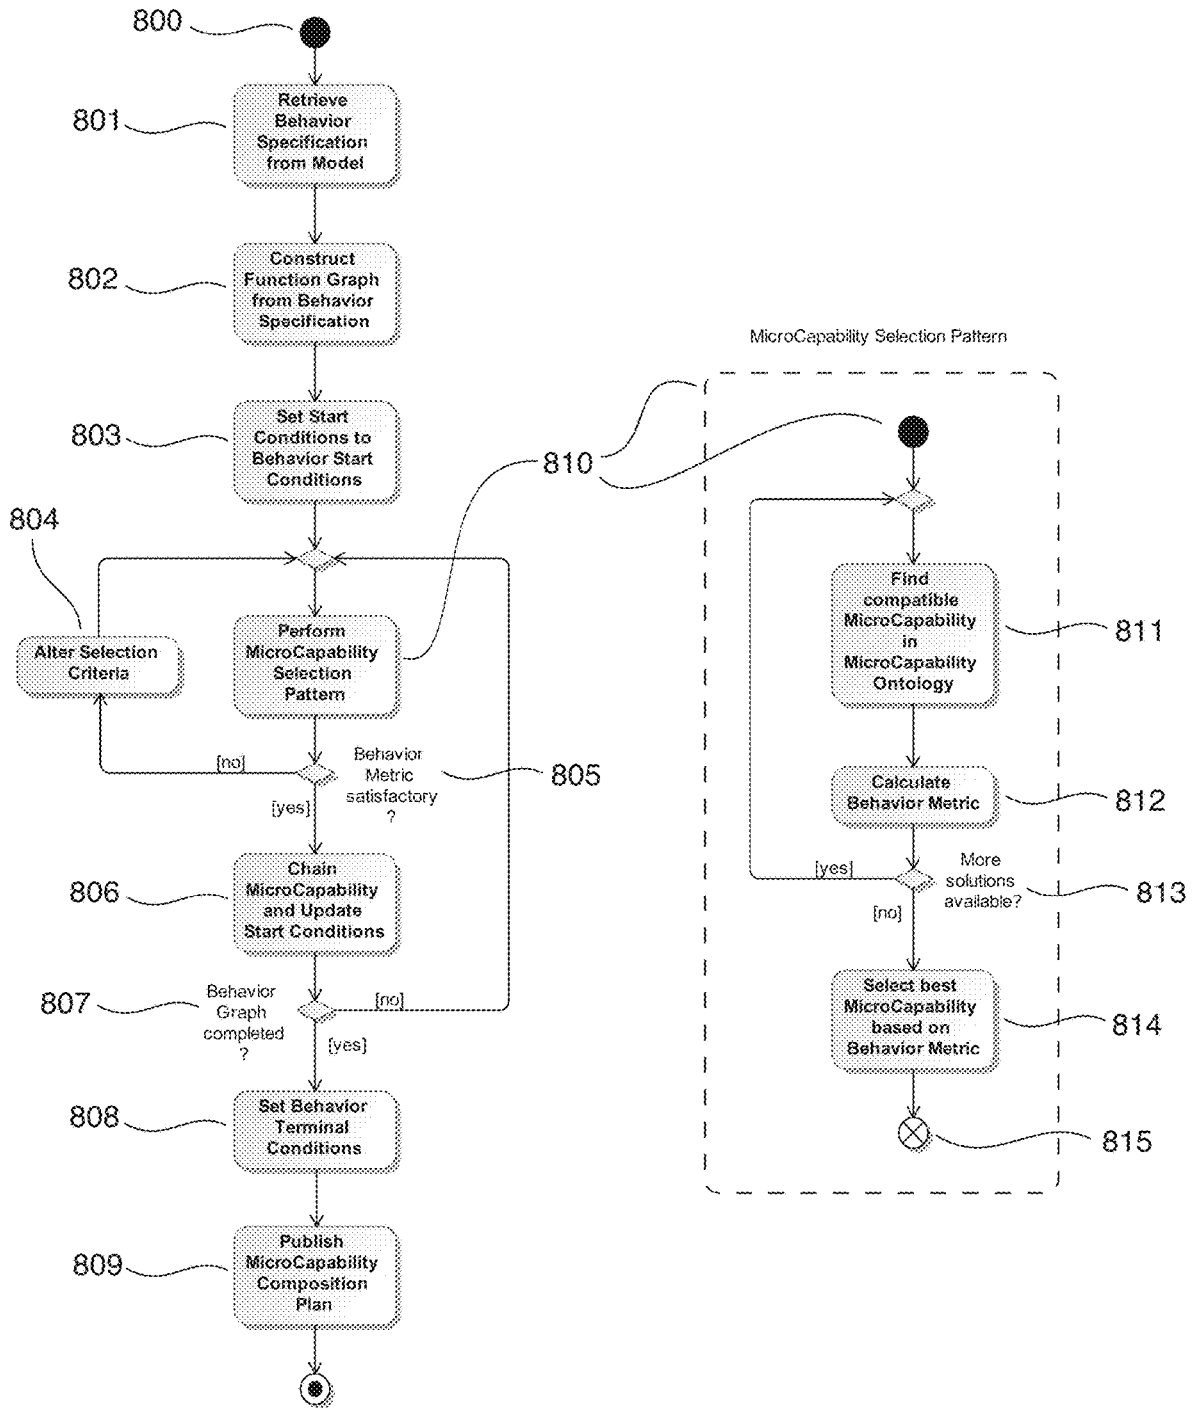 800
801
Retrieve
Behavior
Specification
from Model
802
Construct
Function Graph
from Behavior
Specification
803
Set Start
Conditions to
Behavior Start
Conditions
804
Alter Selection
Criteria
Perform
MicroCapability
Selection
Pattern
810
[no]
Behavior
Metric
satisfactory
?
805
[yes]
806
Chain
MicroCapability
and Update
Start Conditions
807
Behavior
Graph
completed
?
[no]
[yes]
808
Set Behavior
Terminal
Conditions
809
Publish
MicroCapability
Composition
Plan
MicroCapability Selection Pattern
Find
compatible
MicroCapability
in
MicroCapability
Ontology
811
Calculate
Behavior Metric
812
[yes]
More
solutions
available?
813
[no]
Select best
MicroCapability
based on
Behavior Metric
814
815